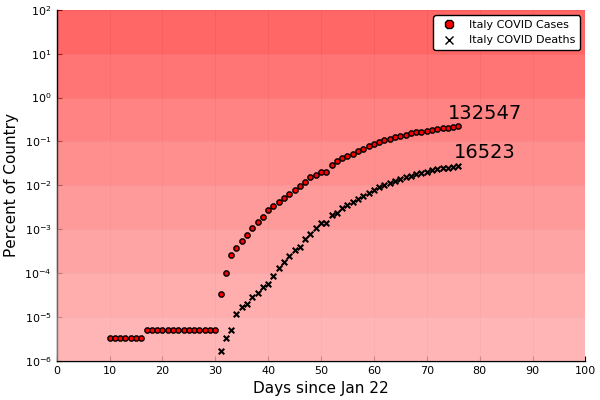 10²
Italy COVID Cases
Italy COVID Deaths
10¹
10⁰
132547
10⁻¹
16523
10⁻²
Percent of Country
10⁻³
10⁻⁴
10⁻⁵
10⁻⁶
0 10 20 30 40 50 60 70 80 90 100
Days since Jan 22